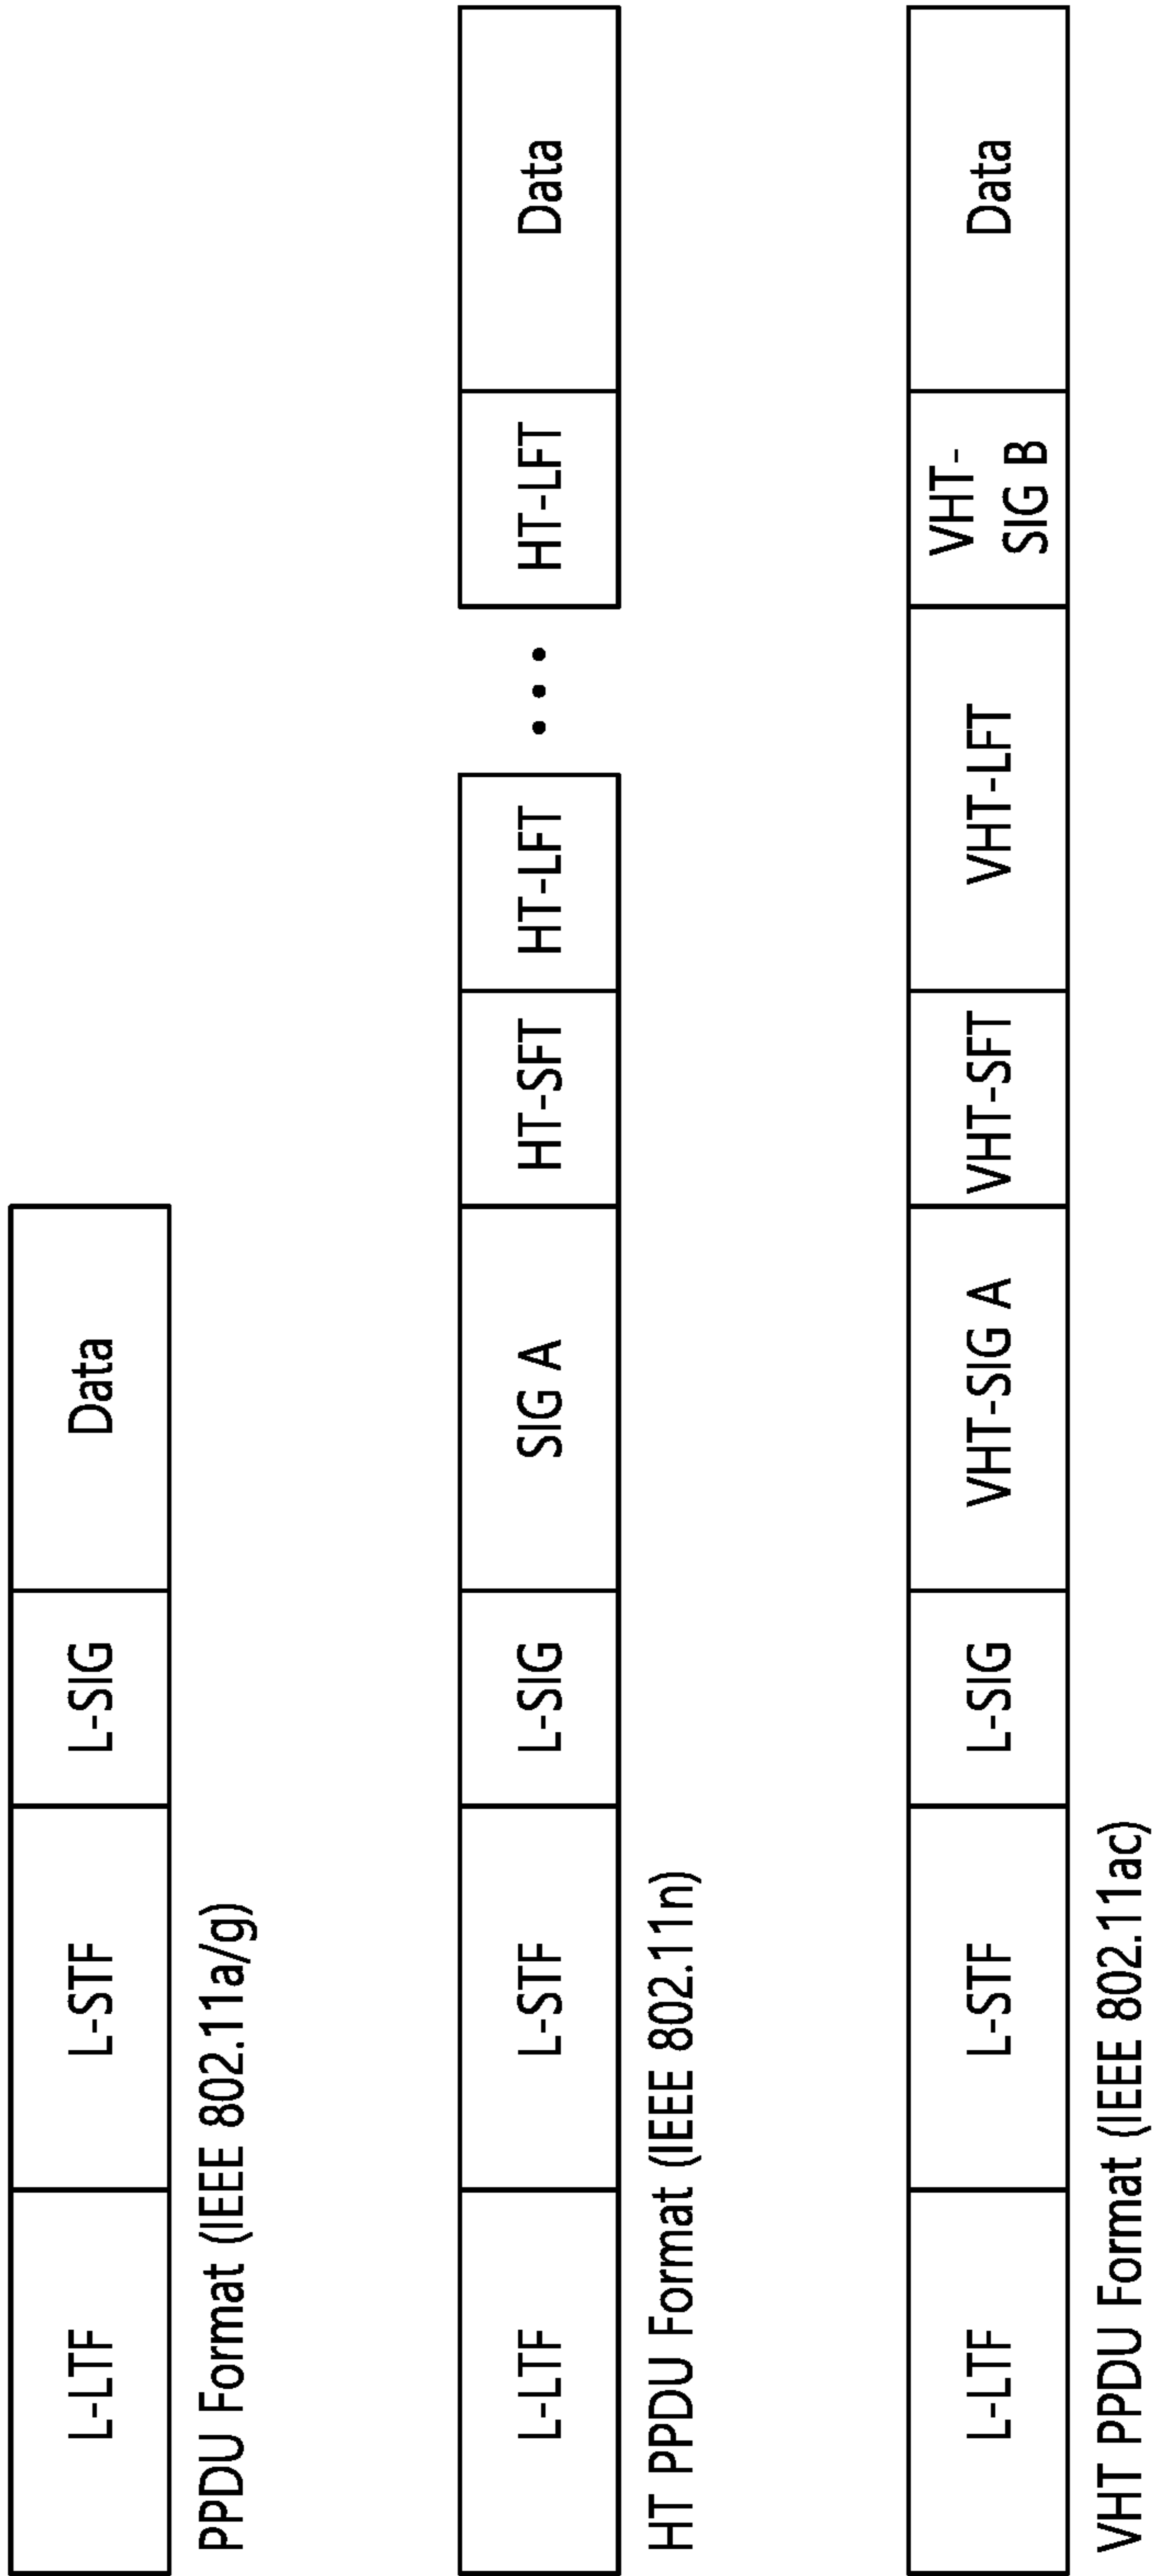 L-LTF L-STF L-SIG Data
PPDU Format (IEEE 802.11a/g)
L-LTF L-STF L-SIG SIG A HT-SFT HT-LFT ••• HT-LFT Data
HT PPDU Format (IEEE 802.11n)
L-LTF L-STF L-SIG VHT-SIG A VHT-SFT VHT-LFT VHT-
SIG B Data
VHT PPDU Format (IEEE 802.11ac)